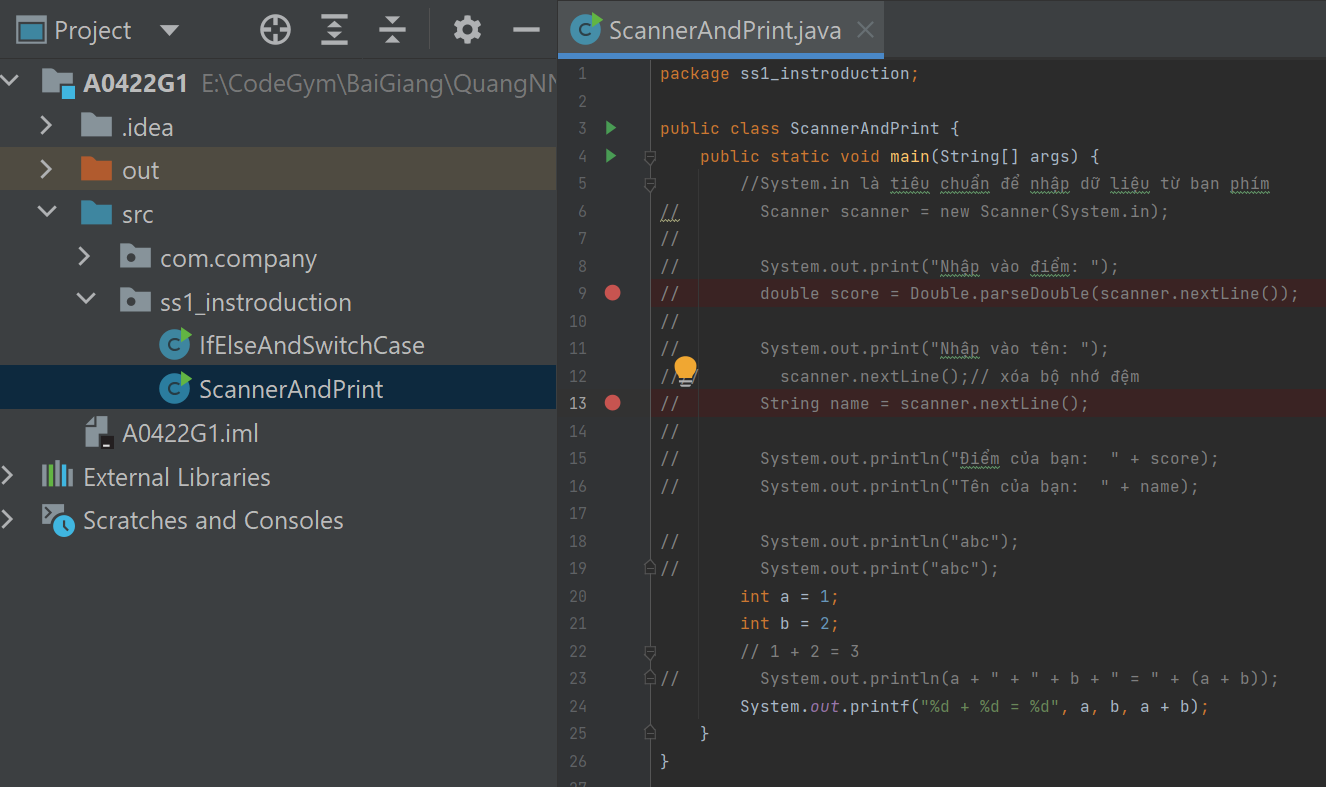 Project
A0422G1 E:\CodeGym\BaiGiang\QuangNN
.idea
out
src
com.company
ss1_instroduction
IfElseAndSwitchCase
ScannerAndPrint
A0422G1.iml
External Libraries
Scratches and Consoles
ScannerAndPrint.java
1 package ss1_instroduction;
2
3 public class ScannerAndPrint {
4 public static void main(String[] args) {
5 //System.in là tiêu chuẩn để nhập dữ liệu từ bạn phím
6 // Scanner scanner = new Scanner(System.in);
7 //
8 // System.out.print("Nhập vào điểm: ");
9 // double score = Double.parseDouble(scanner.nextLine());
10 //
11 // System.out.print("Nhập vào tên: ");
12 //// scanner.nextLine();// xóa bộ nhớ đệm
13 // String name = scanner.nextLine();
14 //
15 // System.out.println("Điểm của bạn:  " + score);
16 // System.out.println("Tên của bạn:  " + name);
17
18 // System.out.println("abc");
19 // System.out.print("abc");
20 int a = 1;
21 int b = 2;
22 // 1 + 2 = 3
23 // System.out.println(a + " + " + b + " = " + (a + b));
24 System.out.printf("%d + %d = %d", a, b, a + b);
25 }
26 }
27